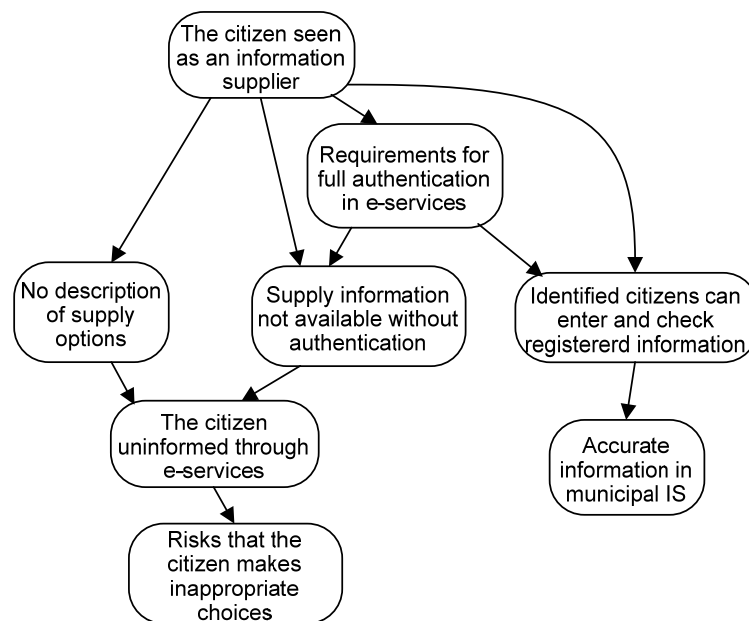 The citizen seen
as an information
supplier
Requirements for
full authentication
in e-services
No description
of supply
options
Supply information
not available without
authentication
Identified citizens can
enter and check
registererd information
The citizen
uninformed through
e-services
Accurate
information in
municipal IS
Risks that the
citizen makes
inappropriate
choices